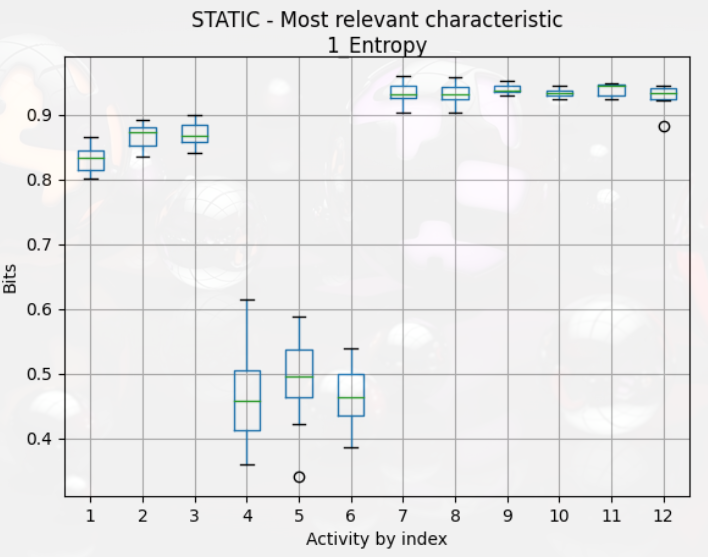 STATIC - Most relevant characteristic
1_Entropy
Bits
0.9
0.8
0.7
0.6
0.5
0.4
1 2 3 4 5 6 7 8 9 10 11 12
Activity by index